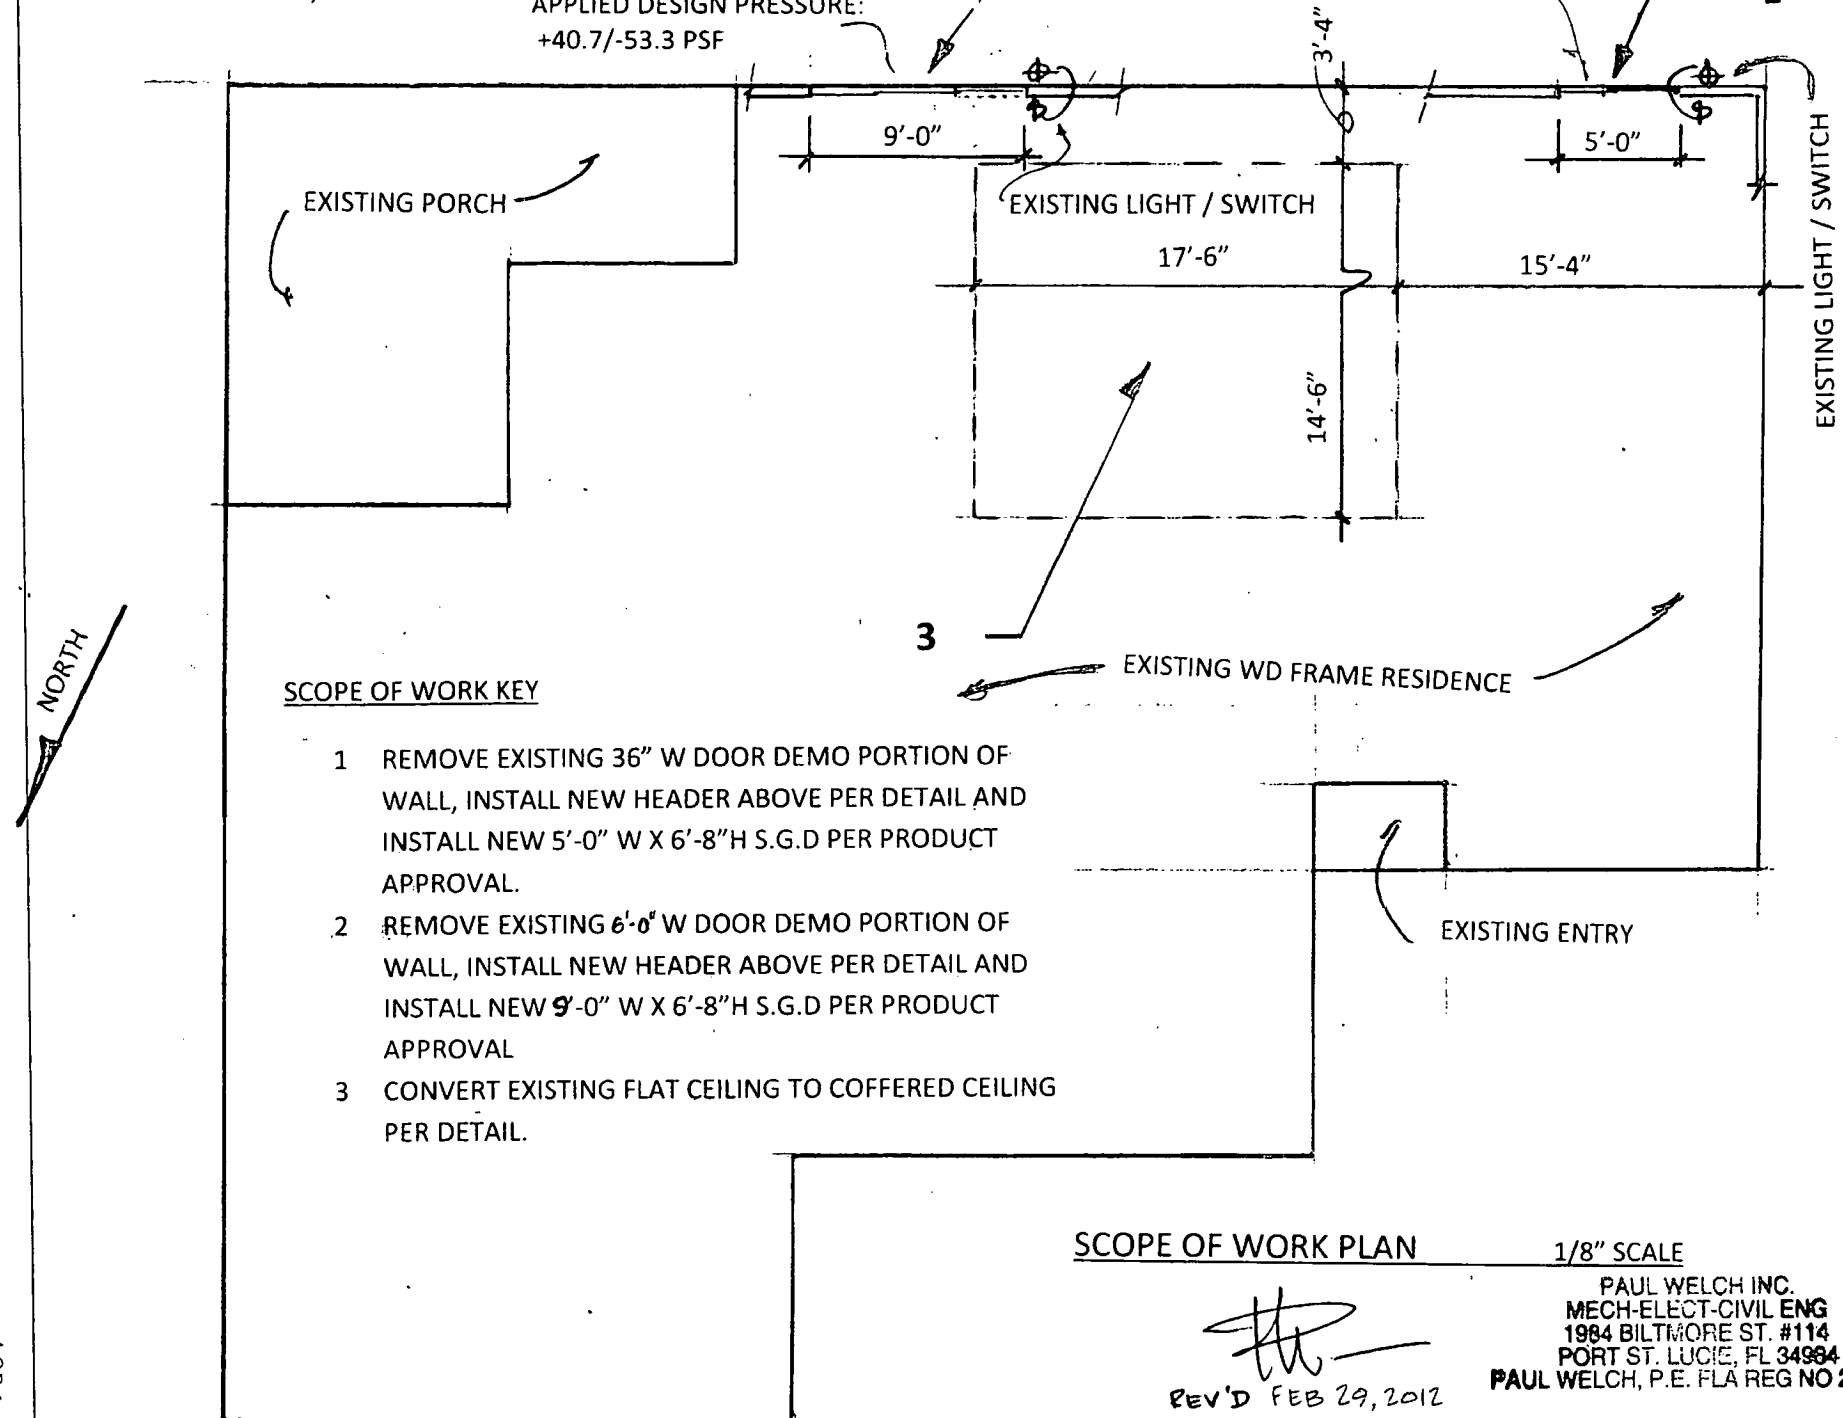 APPLIED DESIGN PRESSURE:
+40.7/-53.3 PSF
3'-4"
9'-0"
5'-0"
EXISTING PORCH
EXISTING LIGHT / SWITCH
EXISTING LIGHT / SWITCH
17'-6"
15'-4"
14'-6"
3
NORTH
EXISTING WD FRAME RESIDENCE
SCOPE OF WORK KEY
1 REMOVE EXISTING 36" W DOOR DEMO PORTION OF
WALL, INSTALL NEW HEADER ABOVE PER DETAIL AND
INSTALL NEW 5'-0" W X 6'-8"H S.G.D PER PRODUCT
APPROVAL.
2 REMOVE EXISTING 6'-0" W DOOR DEMO PORTION OF
WALL, INSTALL NEW HEADER ABOVE PER DETAIL AND
INSTALL NEW 9'-0" W X 6'-8"H S.G.D PER PRODUCT
APPROVAL
3 CONVERT EXISTING FLAT CEILING TO COFFERED CEILING
PER DETAIL.
EXISTING ENTRY
SCOPE OF WORK PLAN 1/8" SCALE
PAUL WELCH INC.
MECH-ELECT-CIVIL ENG
1984 BILTMORE ST. #114
PORT ST. LUCIE, FL 34984
PAUL WELCH, P.E. FLA REG NO
REV'D FEB 29, 2012